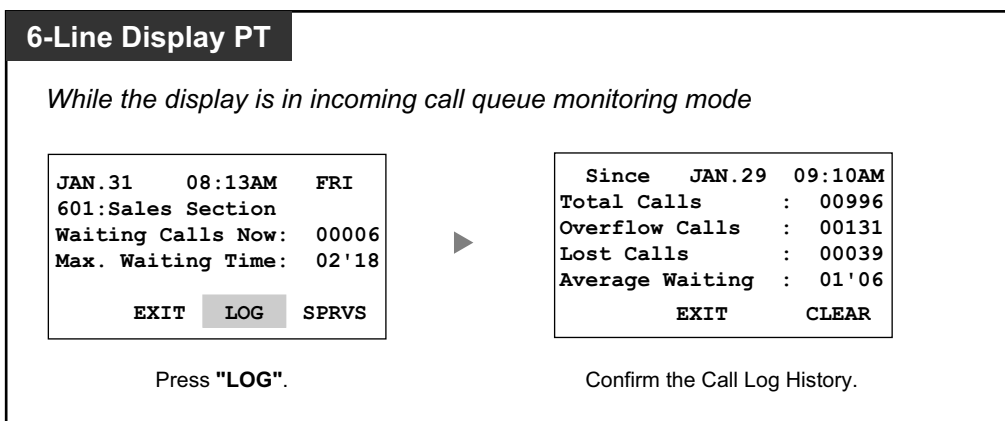 6-Line Display PT
While the display is in incoming call queue monitoring mode
JAN.31 08:13AM FRI
601:Sales Section
Waiting Calls Now: 00006
Max. Waiting Time: 02'18
EXIT LOG SPRVS
Press "LOG".
Since JAN.29 09:10AM
Total Calls : 00996
Overflow Calls : 00131
Lost Calls : 00039
Average Waiting : 01'06
EXIT CLEAR
Confirm the Call Log History.